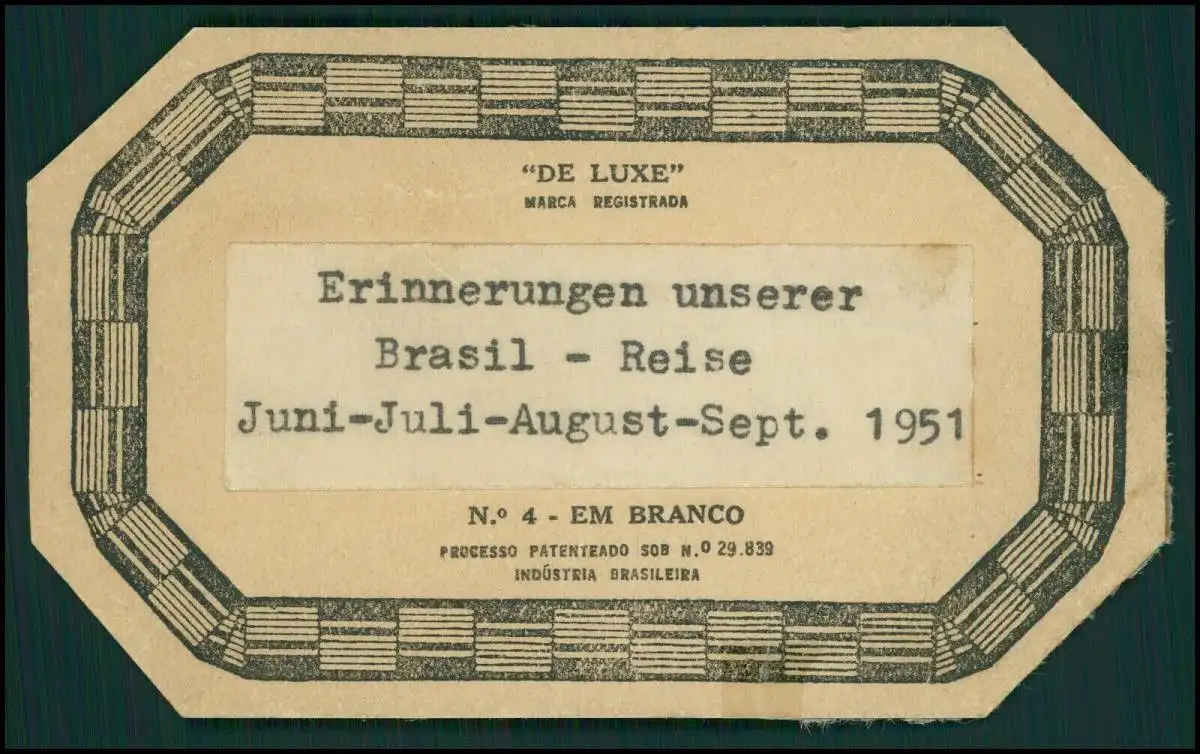 "DE LUXE"
MARCA REGISTRADA
Erinnerungen unserer
Brasil - Reise
Juni-Juli-August-Sept. 1951
N.º 4 - EM BRANCO
PROCESSO PATENTEADO SOB N.º 29.839
INDÚSTRIA BRASILEIRA